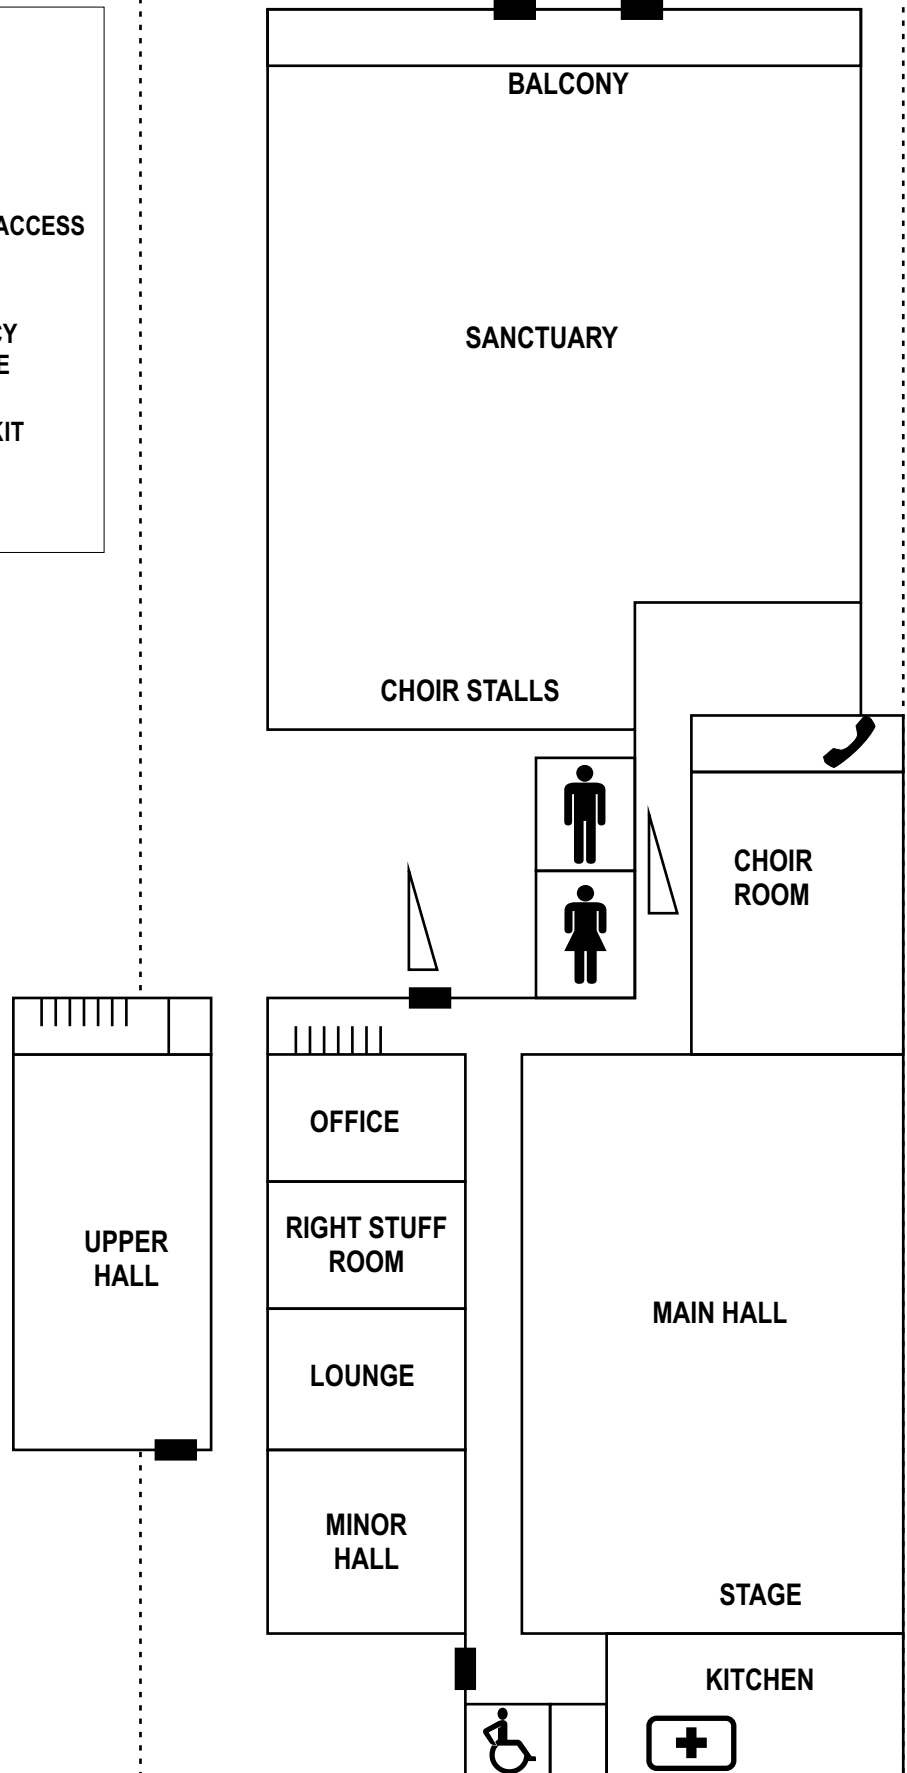 ACCESS
CY
E
KIT
BALCONY
SANCTUARY
CHOIR STALLS
CHOIR
ROOM
OFFICE
RIGHT STUFF
ROOM
UPPER
HALL
MAIN HALL
LOUNGE
MINOR
HALL
STAGE
KITCHEN